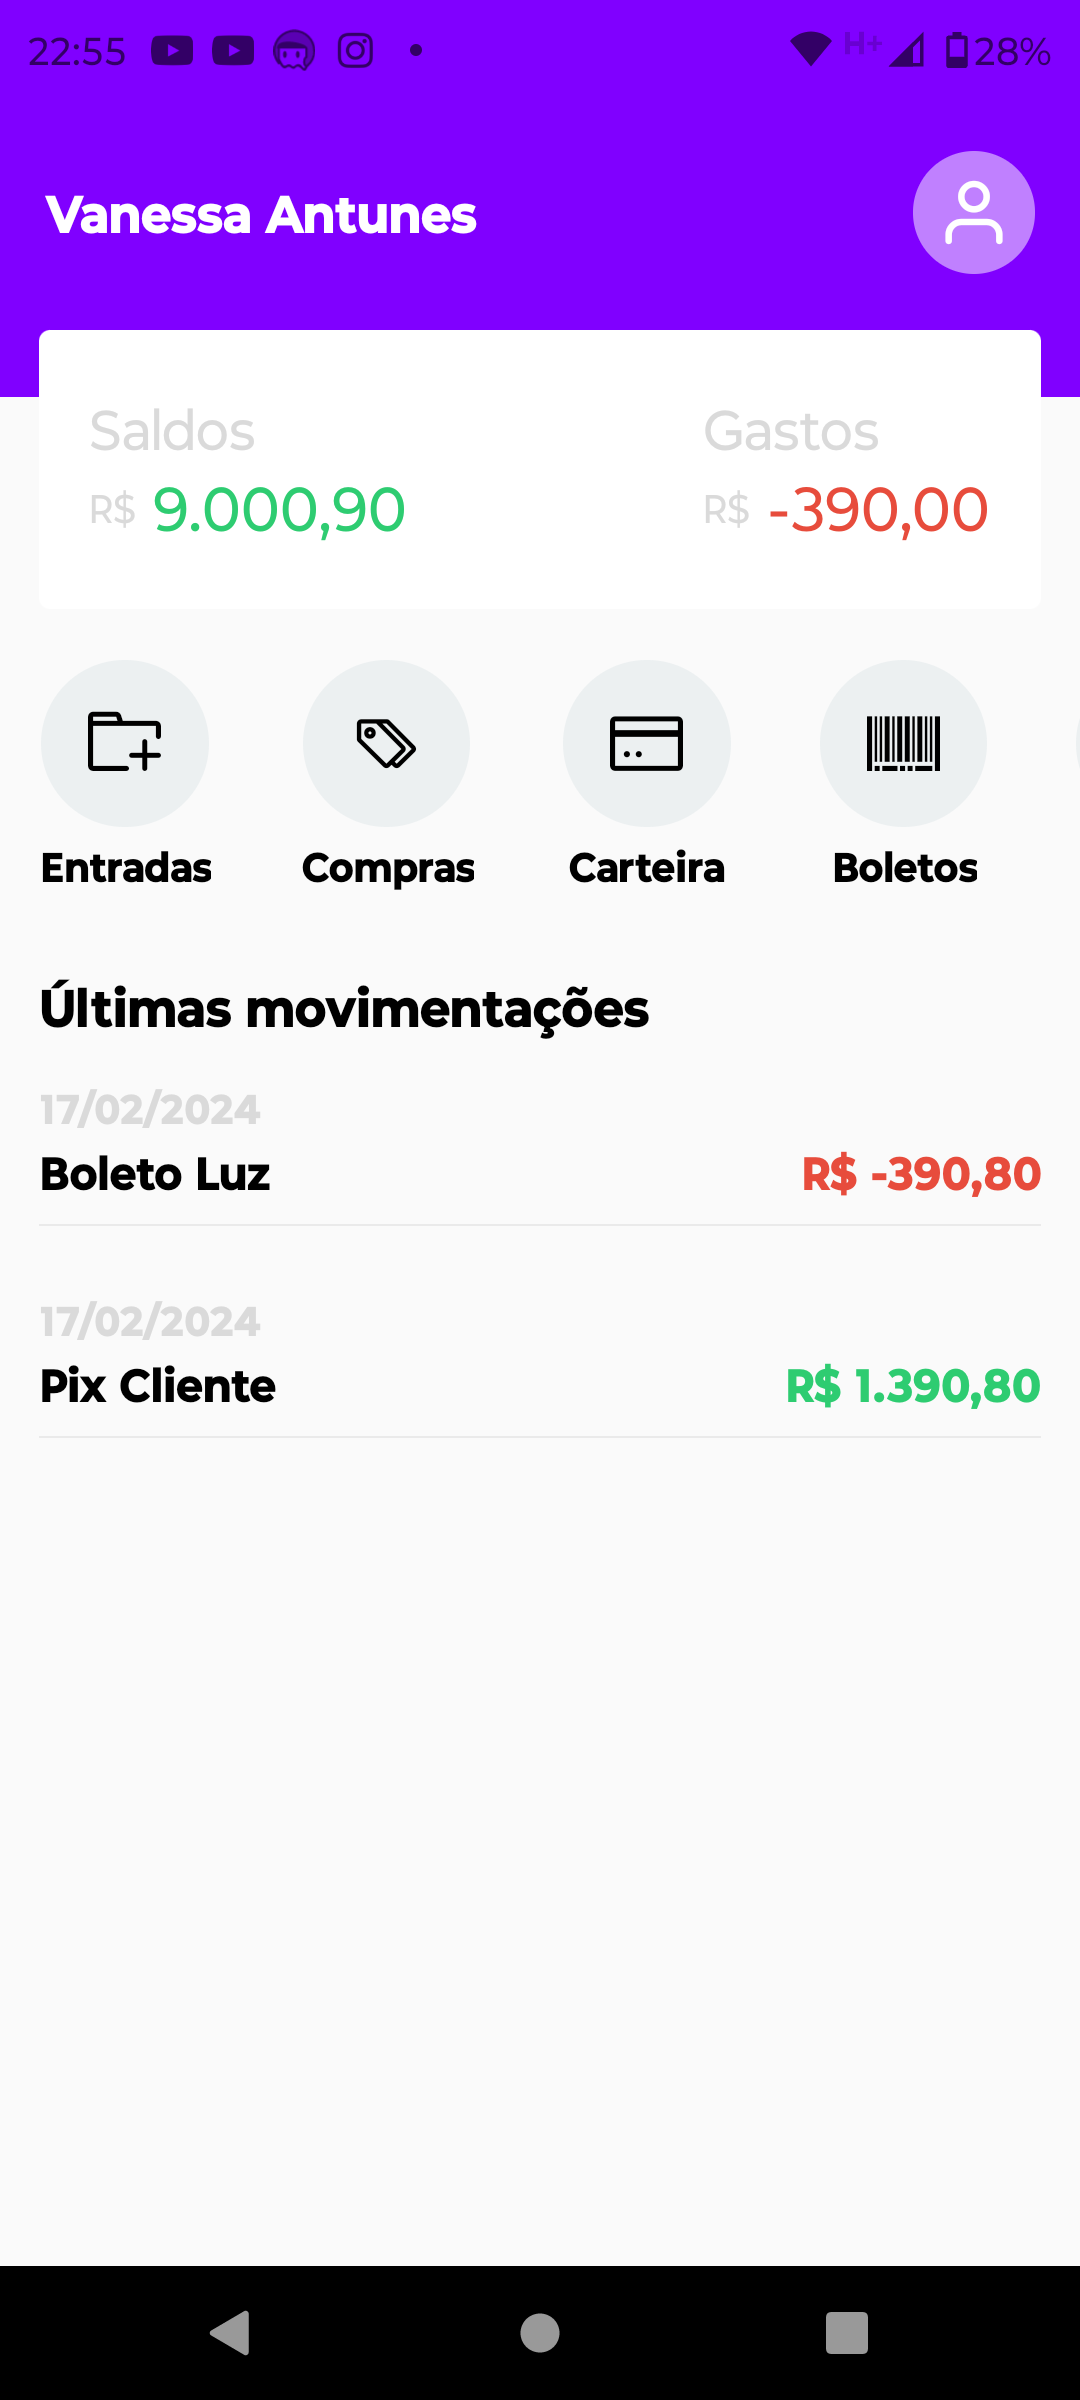 22:55 H+ 28%
Vanessa Antunes
Saldos Gastos
R$ 9.000,90 R$ -390,00
Entradas Compras Carteira Boletos
Últimas movimentações
17/02/2024
Boleto Luz R$ -390,80
17/02/2024
Pix Cliente R$ 1.390,80